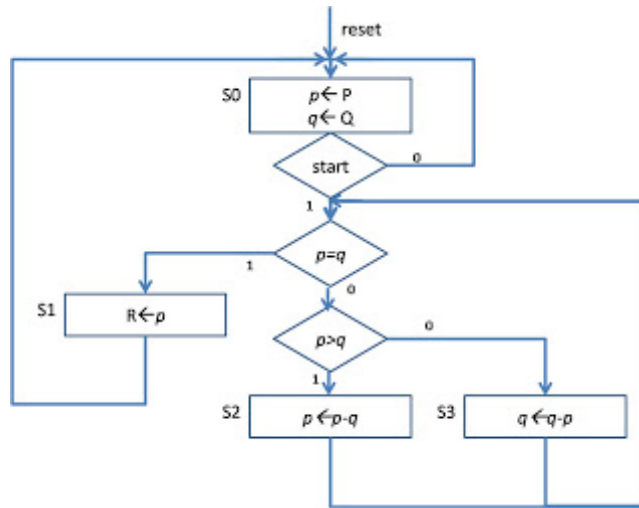 reset
S0
p← P
q← Q
start
0
1
p=q
1
0
S1
R←p
p>q
0
1
S2
p←p-q
S3
q←q-p